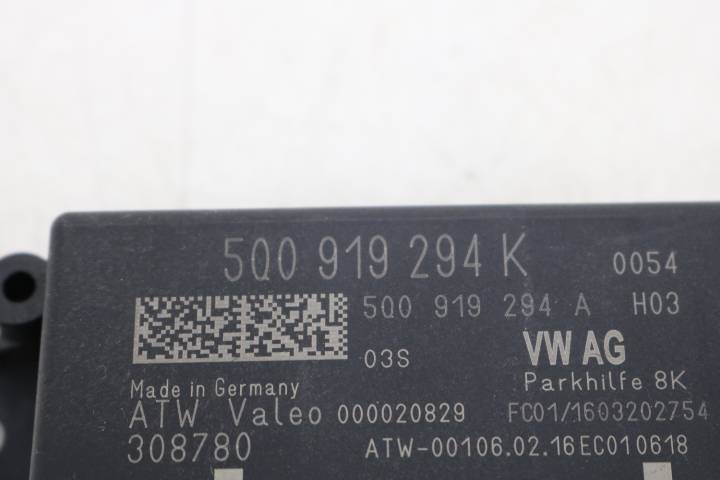 5Q0 919 294 K 0054
5Q0 919 294 A H03
03S VW AG
Made in Germany Parkhilfe 8K
ATW Valeo 000020829 FC01/1603202754
308780 ATW-00106.02.16EC010618